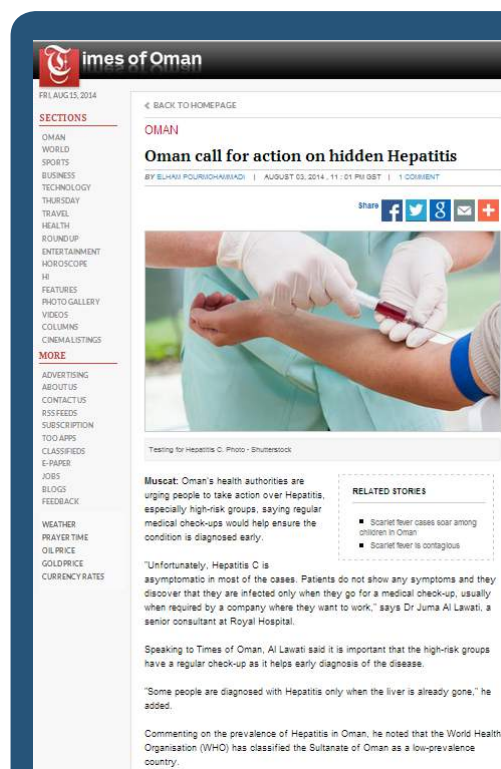 Times of Oman
FRI, AUG 15, 2014
SECTIONS
OMAN
WORLD
SPORTS
BUSINESS
TECHNOLOGY
THURSDAY
TRAVEL
HEALTH
ROUNDUP
ENTERTAINMENT
HOROSCOPE
HI
FEATURES
PHOTO GALLERY
VIDEOS
COLUMNS
CINEMA LISTINGS
MORE
ADVERTISING
ABOUT US
CONTACT US
RSS FEEDS
SUBSCRIPTION
TOO APPS
CLASSIFIEDS
E-PAPER
JOBS
BLOGS
FEEDBACK
WEATHER
PRAYER TIME
OIL PRICE
GOLD PRICE
CURRENCY RATES
< BACK TO HOMEPAGE
OMAN
Oman call for action on hidden Hepatitis
BY ELHAM POURMOHAMMADI | AUGUST 03, 2014 , 11 : 01 PM GST | 1 COMMENT
Share
Testing for Hepatitis C. Photo - Shutterstock
Muscat: Oman's health authorities are
urging people to take action over Hepatitis,
especially high-risk groups, saying regular
medical check-ups would help ensure the
condition is diagnosed early.
RELATED STORIES
Scarlet fever cases soar among
children in Oman
Scarlet fever is contagious
"Unfortunately, Hepatitis C is
asymptomatic in most of the cases. Patients do not show any symptoms and they
discover that they are infected only when they go for a medical check-up, usually
when required by a company where they want to work," says Dr Juma Al Lawati, a
senior consultant at Royal Hospital.
Speaking to Times of Oman, Al Lawati said it is important that the high-risk groups
have a regular check-up as it helps early diagnosis of the disease.
"Some people are diagnosed with Hepatitis only when the liver is already gone," he
added.
Commenting on the prevalence of Hepatitis in Oman, he noted that the World Health
Organisation (WHO) has classified the Sultanate of Oman as a low-prevalence
country.